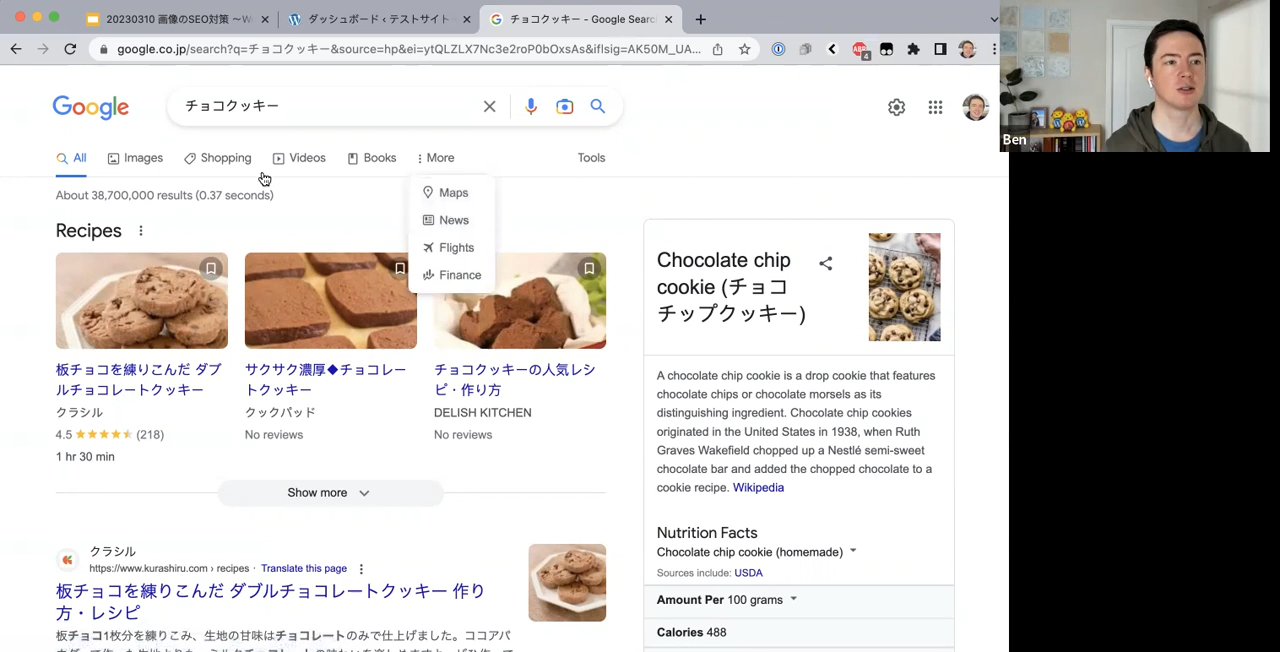 20230310 画像のSEO対策 〜W
ダッシュボード ‹ テストサイト
チョコクッキー - Google Search
google.co.jp/search?q=チョコクッキー&source=hp&ei=ytQLZLX7Nc3e2roP0bOxsAs&iflsig=AK50M_UA...
4
Google
チョコクッキー
All
Images
Shopping
Videos
Books
More
Tools
Maps
News
Flights
Finance
About 38,700,000 results (0.37 seconds)
Recipes
板チョコを練りこんだ ダブ
ルチョコレートクッキー
クラシル
4.5 (218)
1 hr 30 min
サクサク濃厚◆チョコレー
トクッキー
クックパッド
No reviews
チョコクッキーの人気レシ
ピ・作り方
DELISH KITCHEN
No reviews
Show more
クラシル
https://www.kurashiru.com › recipes · Translate this page
板チョコを練りこんだ ダブルチョコレートクッキー 作り
方・レシピ
板チョコ1枚分を練りこみ、生地の甘味はチョコレートのみで仕上げました。ココアパ
Chocolate chip
cookie (チョコ
チップクッキー)
A chocolate chip cookie is a drop cookie that features
chocolate chips or chocolate morsels as its
distinguishing ingredient. Chocolate chip cookies
originated in the United States in 1938, when Ruth
Graves Wakefield chopped up a Nestlé semi-sweet
chocolate bar and added the chopped chocolate to a
cookie recipe. Wikipedia
Nutrition Facts
Chocolate chip cookie (homemade)
Sources include: USDA
Amount Per 100 grams
Calories 488
Ben